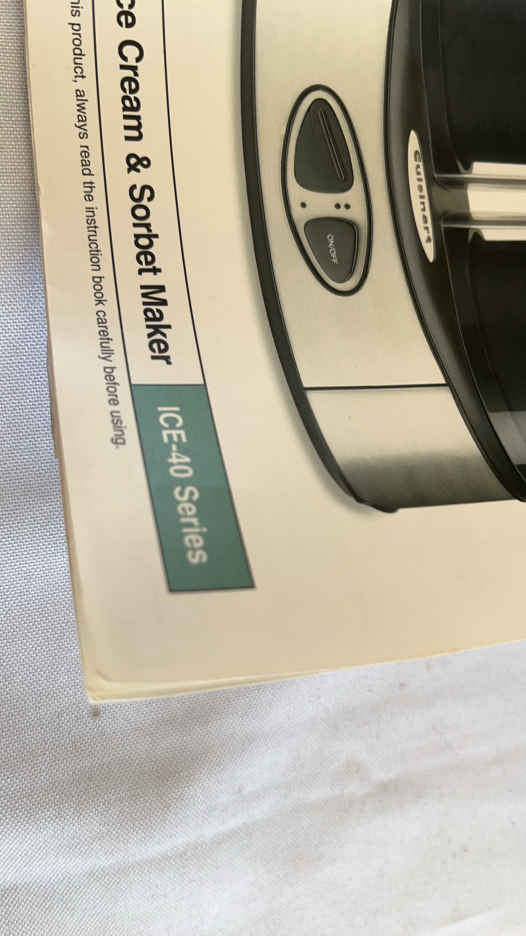 Cuisinart
ON/OFF
ce Cream & Sorbet Maker
ICE-40 Series
his product, always read the instruction book carefully before using.